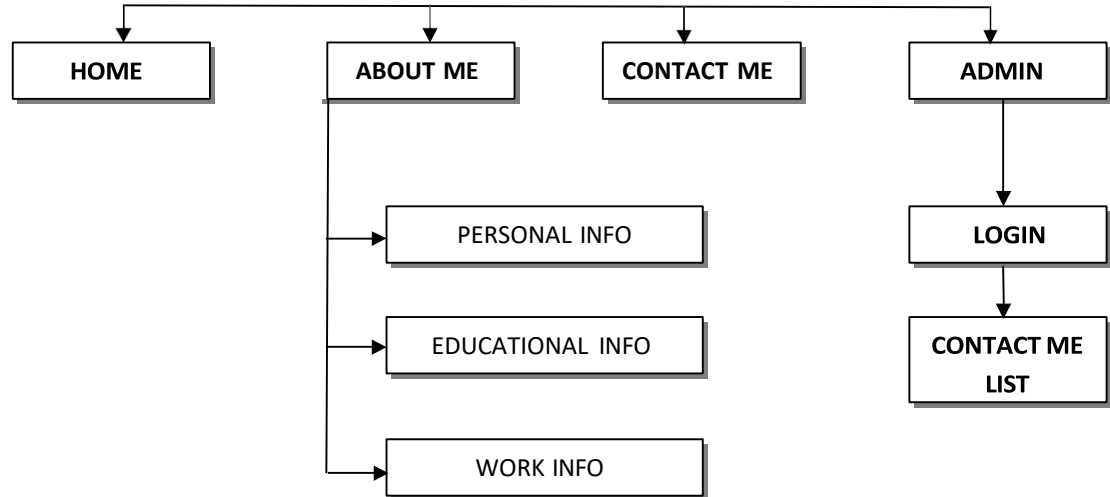 HOME
ABOUT ME
CONTACT ME
ADMIN
PERSONAL INFO
LOGIN
EDUCATIONAL INFO
CONTACT ME
LIST
WORK INFO